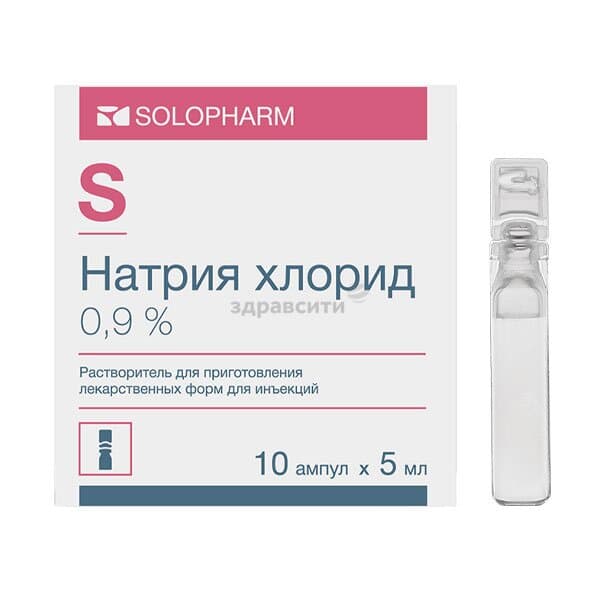 SOLOPHARM
S
Натрия хлорид
здравсити
0,9 %
Растворитель для приготовления
лекарственных форм для инъекций
10 ампул x 5 мл